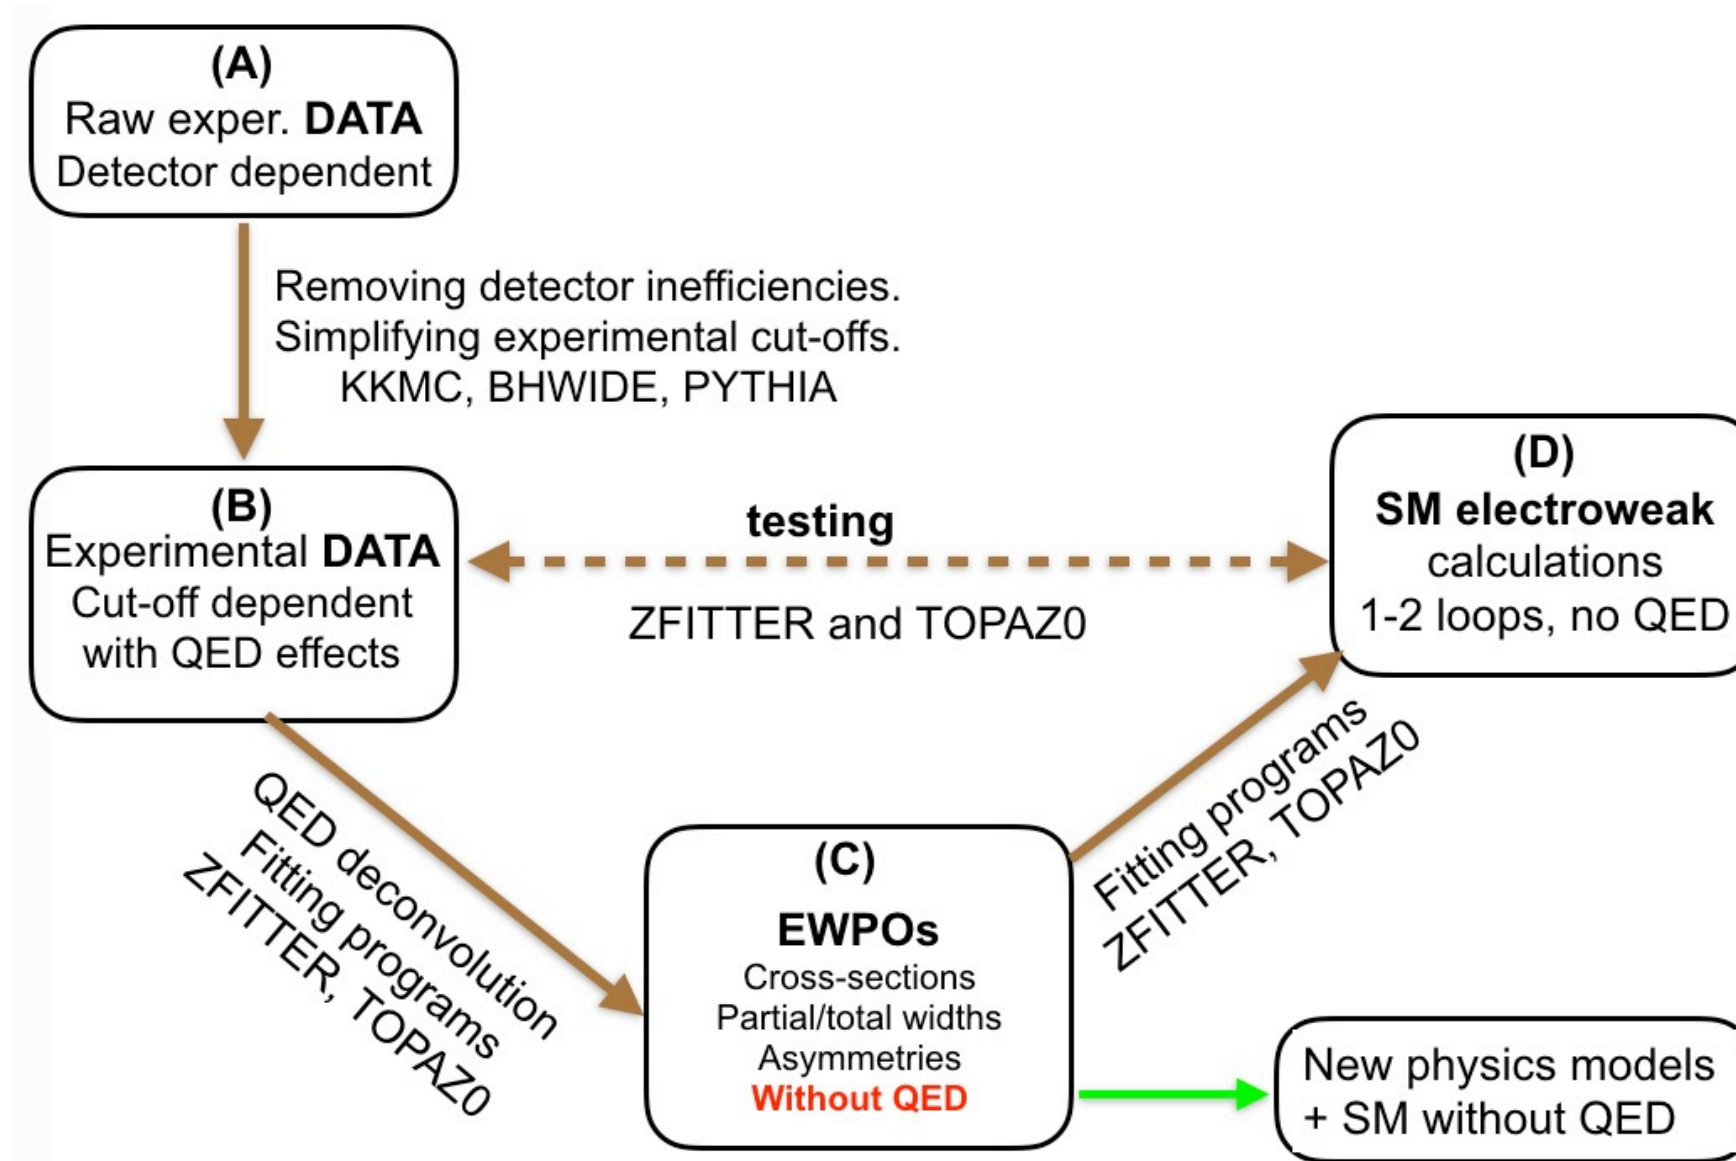 (A)
Raw exper. DATA
Detector dependent
Removing detector inefficiencies.
Simplifying experimental cut-offs.
KKMC, BHWIDE, PYTHIA
(B)
Experimental DATA
Cut-off dependent
with QED effects
testing
ZFITTER and TOPAZ0
(D)
SM electroweak
calculations
1-2 loops, no QED
QED deconvolution
Fitting programs
ZFITTER, TOPAZ0
(C)
EWPOs
Cross-sections
Partial/total widths
Asymmetries
Without QED
Fitting programs
ZFITTER, TOPAZ0
New physics models
+ SM without QED